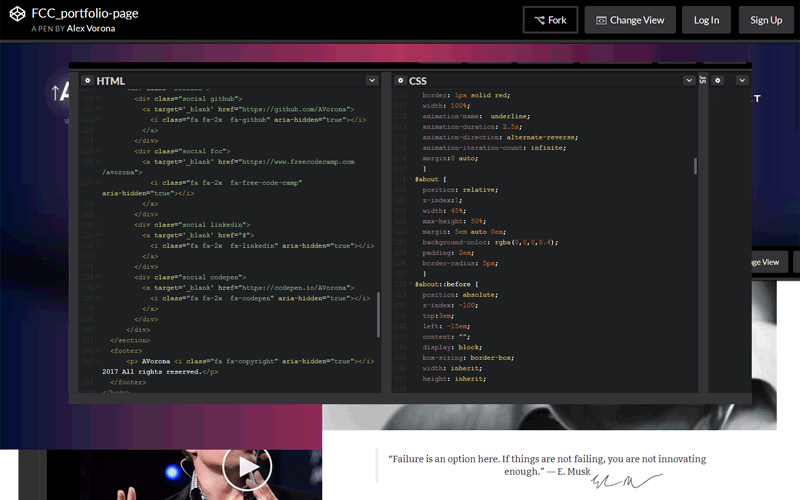 FCC_portfolio-page
A PEN BY Alex Vorona
Fork
Change View
Log In
Sign Up
HTML
<div class="social github">
<a target='_blank' href="https://github.com/AVorona">
<i class="fa fa-2x  fa-github" aria-hidden="true"></i>
</a>
</div>
<div class="social fcc">
<a target='_blank' href="https://www.freecodecamp.com
/avorona">
<i class="fa fa-2x  fa-free-code-camp"
aria-hidden="true"></i>
</a>
</div>
<div class="social linkedin">
<a target='_blank' href="#">
<i class="fa fa-2x  fa-linkedin" aria-hidden="true"></i>
</a>
</div>
<div class="social codepen">
<a target='_blank' href="https://codepen.io/AVorona">
<i class="fa fa-2x  fa-codepen" aria-hidden="true"></i>
</a>
</div>
</div>
</section>
<footer>
<p> AVorona <i class="fa fa-copyright" aria-hidden="true"></i>
2017 All rights reserved.</p>
</footer>
</body>
CSS
border: 1px solid red;
width: 100%;
animation-name:  underline;
animation-duration: 2.5s;
animation-direction: alternate-reverse;
animation-iteration-count: infinite;
margin:0 auto;
}
#about {
position: relative;
z-index:1;
width: 45%;
max-height: 50%;
margin: 5em auto 0em;
background-color: rgba(0,0,0,0.4);
padding: 2em;
border-radius: 5px;
}
#about::before {
position: absolute;
z-index: -100;
top:3em;
left: -15em;
content: "";
display: block;
box-sizing: border-box;
width: inherit;
height: inherit;
JS
ge View
“Failure is an option here. If things are not failing, you are not innovating
enough.” — E. Musk